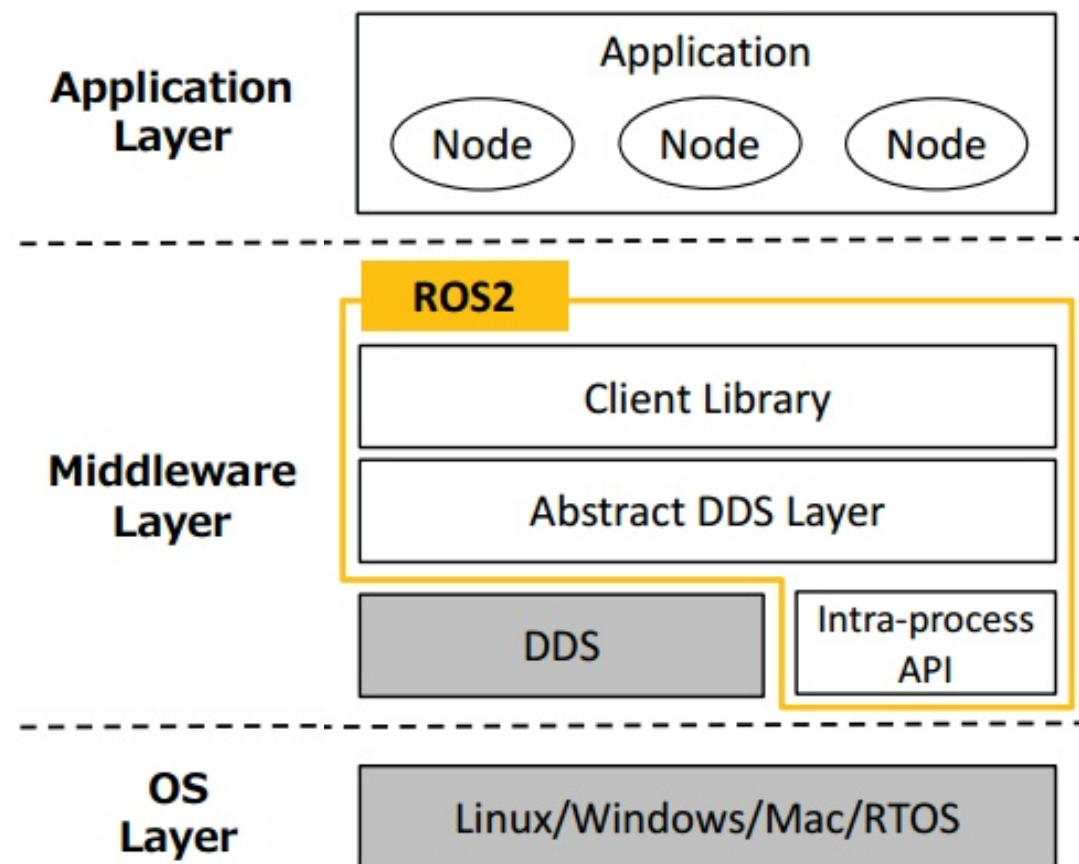 Application
Layer
Application
Node Node Node
ROS2
Client Library
Middleware
Layer
Abstract DDS Layer
DDS
Intra-process
API
OS
Layer
Linux/Windows/Mac/RTOS